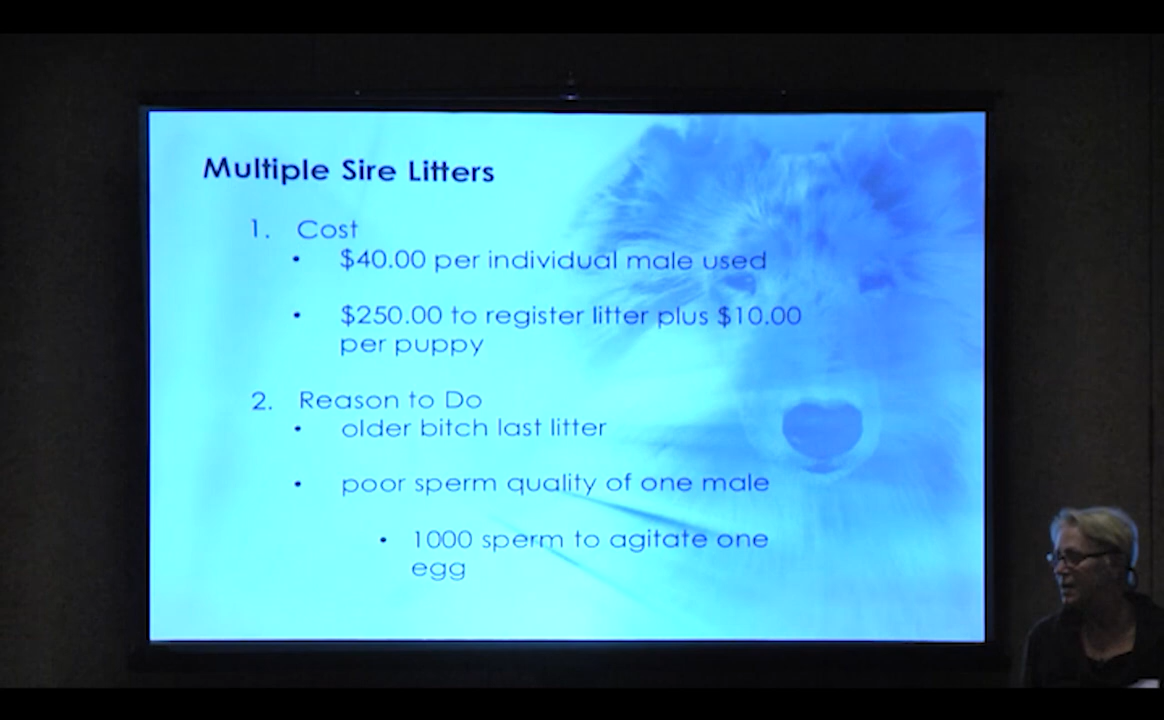 Multiple Sire Litters
1. Cost
• $40.00 per individual male used
• $250.00 to register litter plus $10.00
per puppy
2. Reason to Do
• older bitch last litter
• poor sperm quality of one male
• 1000 sperm to agitate one
egg